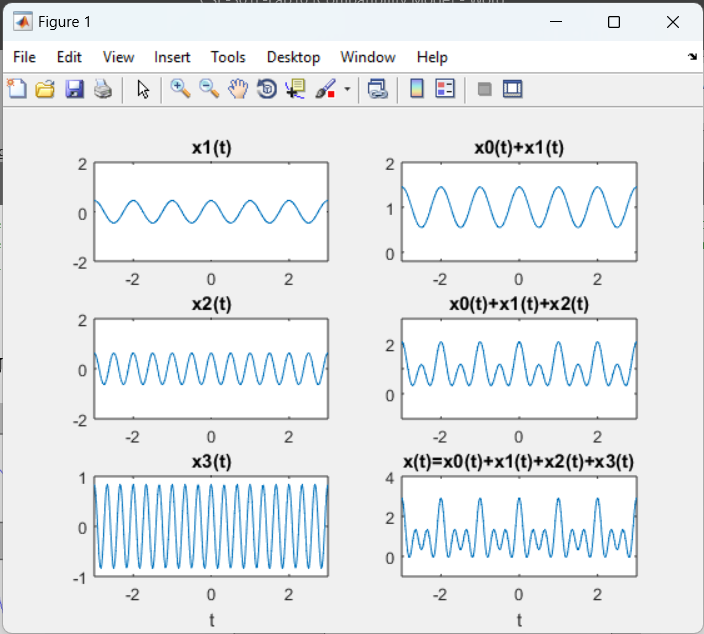 Figure 1
File Edit View Insert Tools Desktop Window Help
x1(t)
2
0
-2
-2 0 2
x0(t)+x1(t)
2
1
0
-2 0 2
x2(t)
2
0
-2
-2 0 2
x0(t)+x1(t)+x2(t)
2
0
-2 0 2
x3(t)
1
0
-1
-2 0 2
t
x(t)=x0(t)+x1(t)+x2(t)+x3(t)
4
2
0
-2 0 2
t